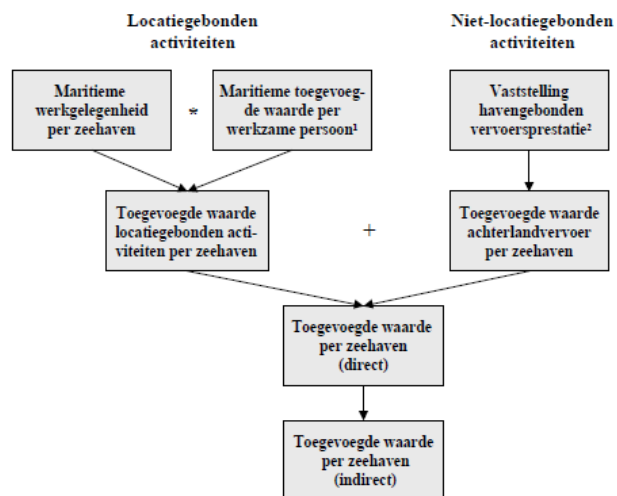 Locatiegebonden
activiteiten
Niet-locatiegebonden
activiteiten
Maritieme
werkgelegenheid
per zeehaven
*
Maritieme toegevoeg-
de waarde per
werkzame persoon¹
Vaststelling
havengebonden
vervoersprestatie²
Toegevoegde waarde
locatiegebonden acti-
viteiten per zeehaven
+
Toegevoegde waarde
achterlandvervoer
per zeehaven
Toegevoegde waarde
per zeehaven
(direct)
Toegevoegde waarde
per zeehaven
(indirect)